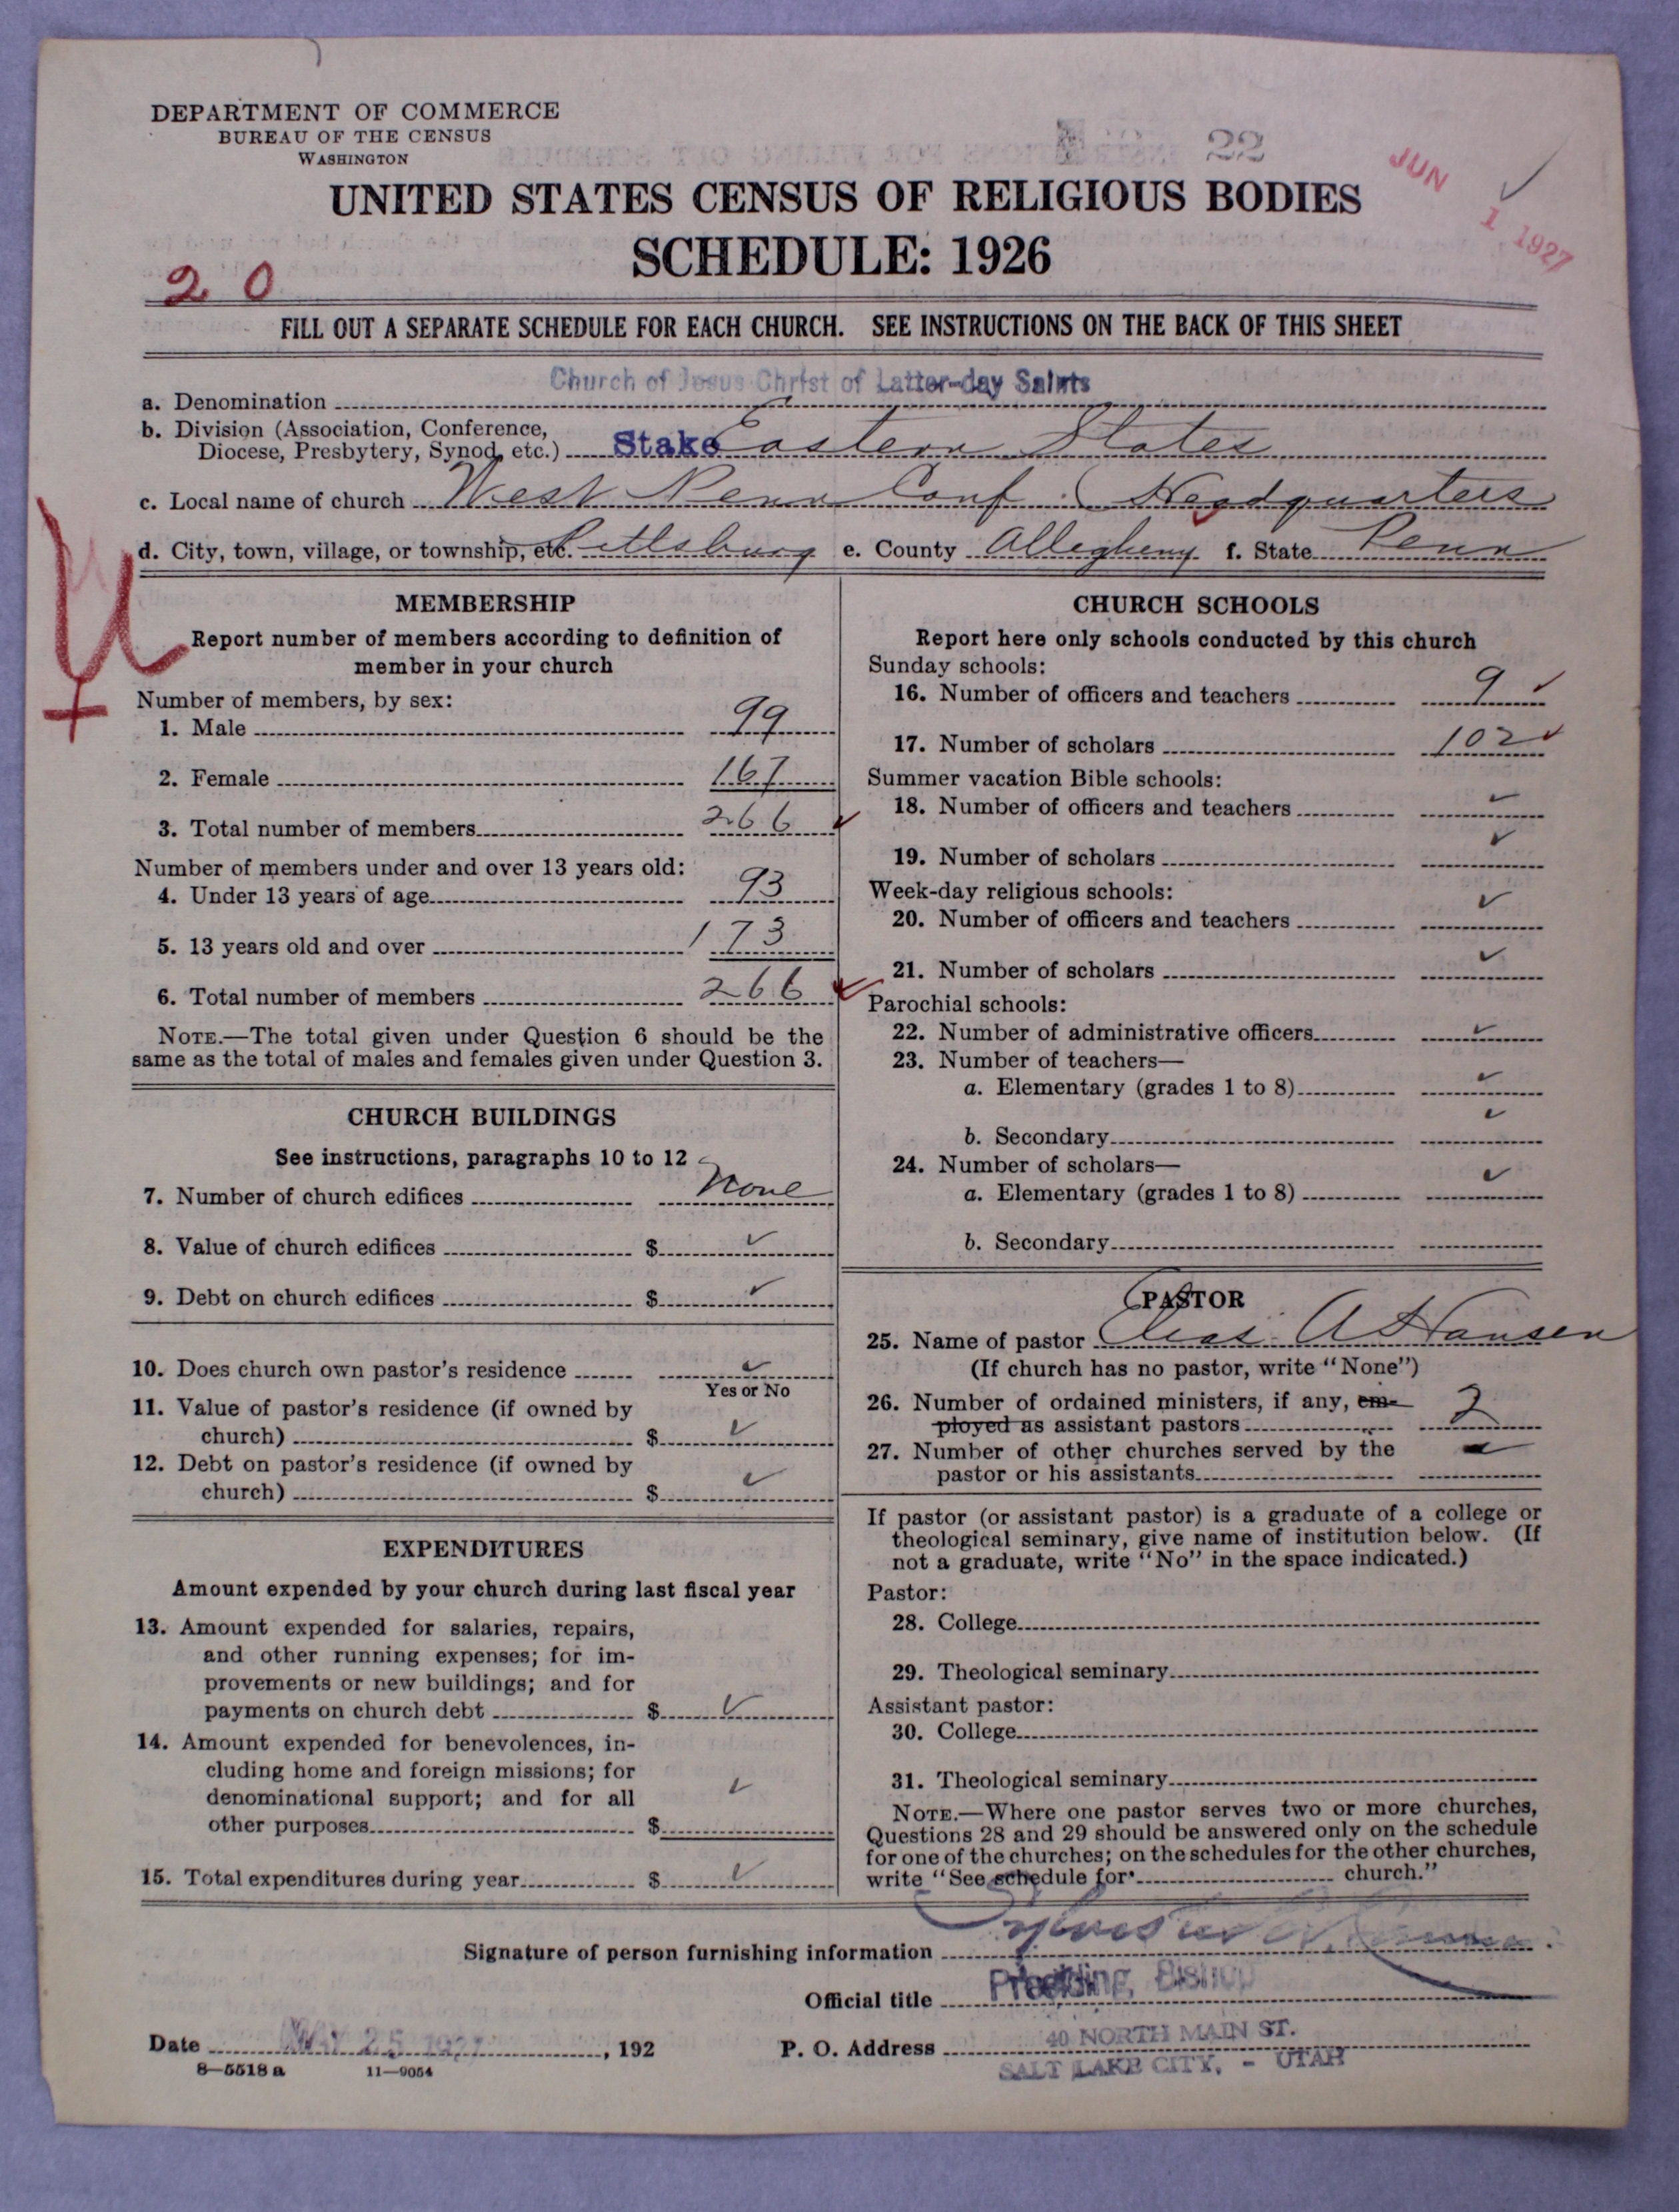 DEPARTMENT OF COMMERCE
BUREAU OF THE CENSUS
WASHINGTON
22
JUN 1 1927
UNITED STATES CENSUS OF RELIGIOUS BODIES
SCHEDULE: 1926
20
FILL OUT A SEPARATE SCHEDULE FOR EACH CHURCH. SEE INSTRUCTIONS ON THE BACK OF THIS SHEET
a. Denomination Church of Jesus Christ of Latter-day Saints
b. Division (Association, Conference,
Diocese, Presbytery, Synod, etc.) Stake Eastern States
c. Local name of church West Penn Conf. (Headquarters
d. City, town, village, or township, etc. Pittsburg e. County Allegheny f. State Penn
MEMBERSHIP
Report number of members according to definition of
member in your church
Number of members, by sex:
1. Male 99
2. Female 167
3. Total number of members 266
Number of members under and over 13 years old:
4. Under 13 years of age 93
5. 13 years old and over 173
6. Total number of members 266
NOTE.—The total given under Question 6 should be the
same as the total of males and females given under Question 3.
CHURCH BUILDINGS
See instructions, paragraphs 10 to 12
7. Number of church edifices None
8. Value of church edifices $ ✓
9. Debt on church edifices $ ✓
10. Does church own pastor's residence ✓
Yes or No
11. Value of pastor's residence (if owned by
church) $ ✓
12. Debt on pastor's residence (if owned by
church) $ ✓
EXPENDITURES
Amount expended by your church during last fiscal year
13. Amount expended for salaries, repairs,
and other running expenses; for im-
provements or new buildings; and for
payments on church debt $ ✓
14. Amount expended for benevolences, in-
cluding home and foreign missions; for
denominational support; and for all
other purposes $ ✓
15. Total expenditures during year $ ✓
CHURCH SCHOOLS
Report here only schools conducted by this church
Sunday schools:
16. Number of officers and teachers 9 ✓
17. Number of scholars 102 ✓
Summer vacation Bible schools:
18. Number of officers and teachers ✓
19. Number of scholars ✓
Week-day religious schools:
20. Number of officers and teachers ✓
21. Number of scholars ✓
Parochial schools:
22. Number of administrative officers ✓
23. Number of teachers—
a. Elementary (grades 1 to 8) ✓
b. Secondary ✓
24. Number of scholars—
a. Elementary (grades 1 to 8) ✓
b. Secondary
PASTOR
25. Name of pastor Chas. A Hansen
(If church has no pastor, write "None")
26. Number of ordained ministers, if any, em-
ployed as assistant pastors 2
27. Number of other churches served by the
pastor or his assistants
If pastor (or assistant pastor) is a graduate of a college or
theological seminary, give name of institution below. (If
not a graduate, write "No" in the space indicated.)
Pastor:
28. College
29. Theological seminary
Assistant pastor:
30. College
31. Theological seminary
NOTE.—Where one pastor serves two or more churches,
Questions 28 and 29 should be answered only on the schedule
for one of the churches; on the schedules for the other churches,
write "See schedule for church."
Signature of person furnishing information
Official title Presiding Bishop
Date MAY 25 1927, 192
P. O. Address 40 NORTH MAIN ST.
SALT LAKE CITY, - UTAH
8—5518 a 11—9054